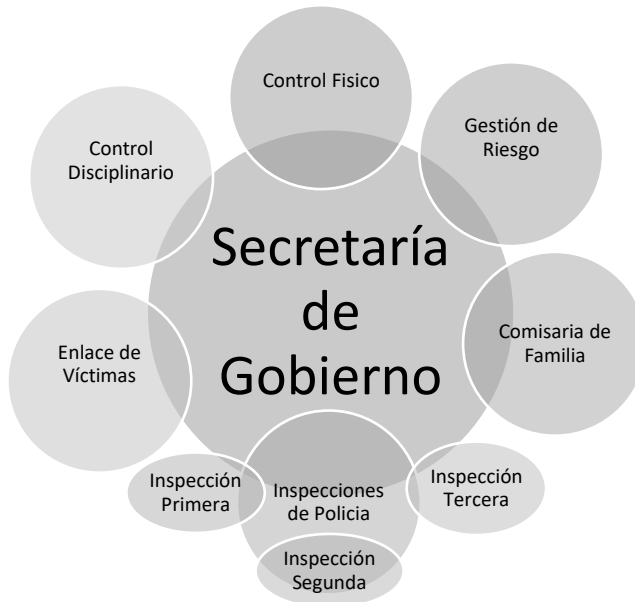 Control Fisico
Gestión de
Riesgo
Control
Disciplinario
Secretaría
de
Gobierno
Comisaria de
Familia
Enlace de
Víctimas
Inspección
Primera
Inspecciones
de Policia
Inspección
Tercera
Inspección
Segunda